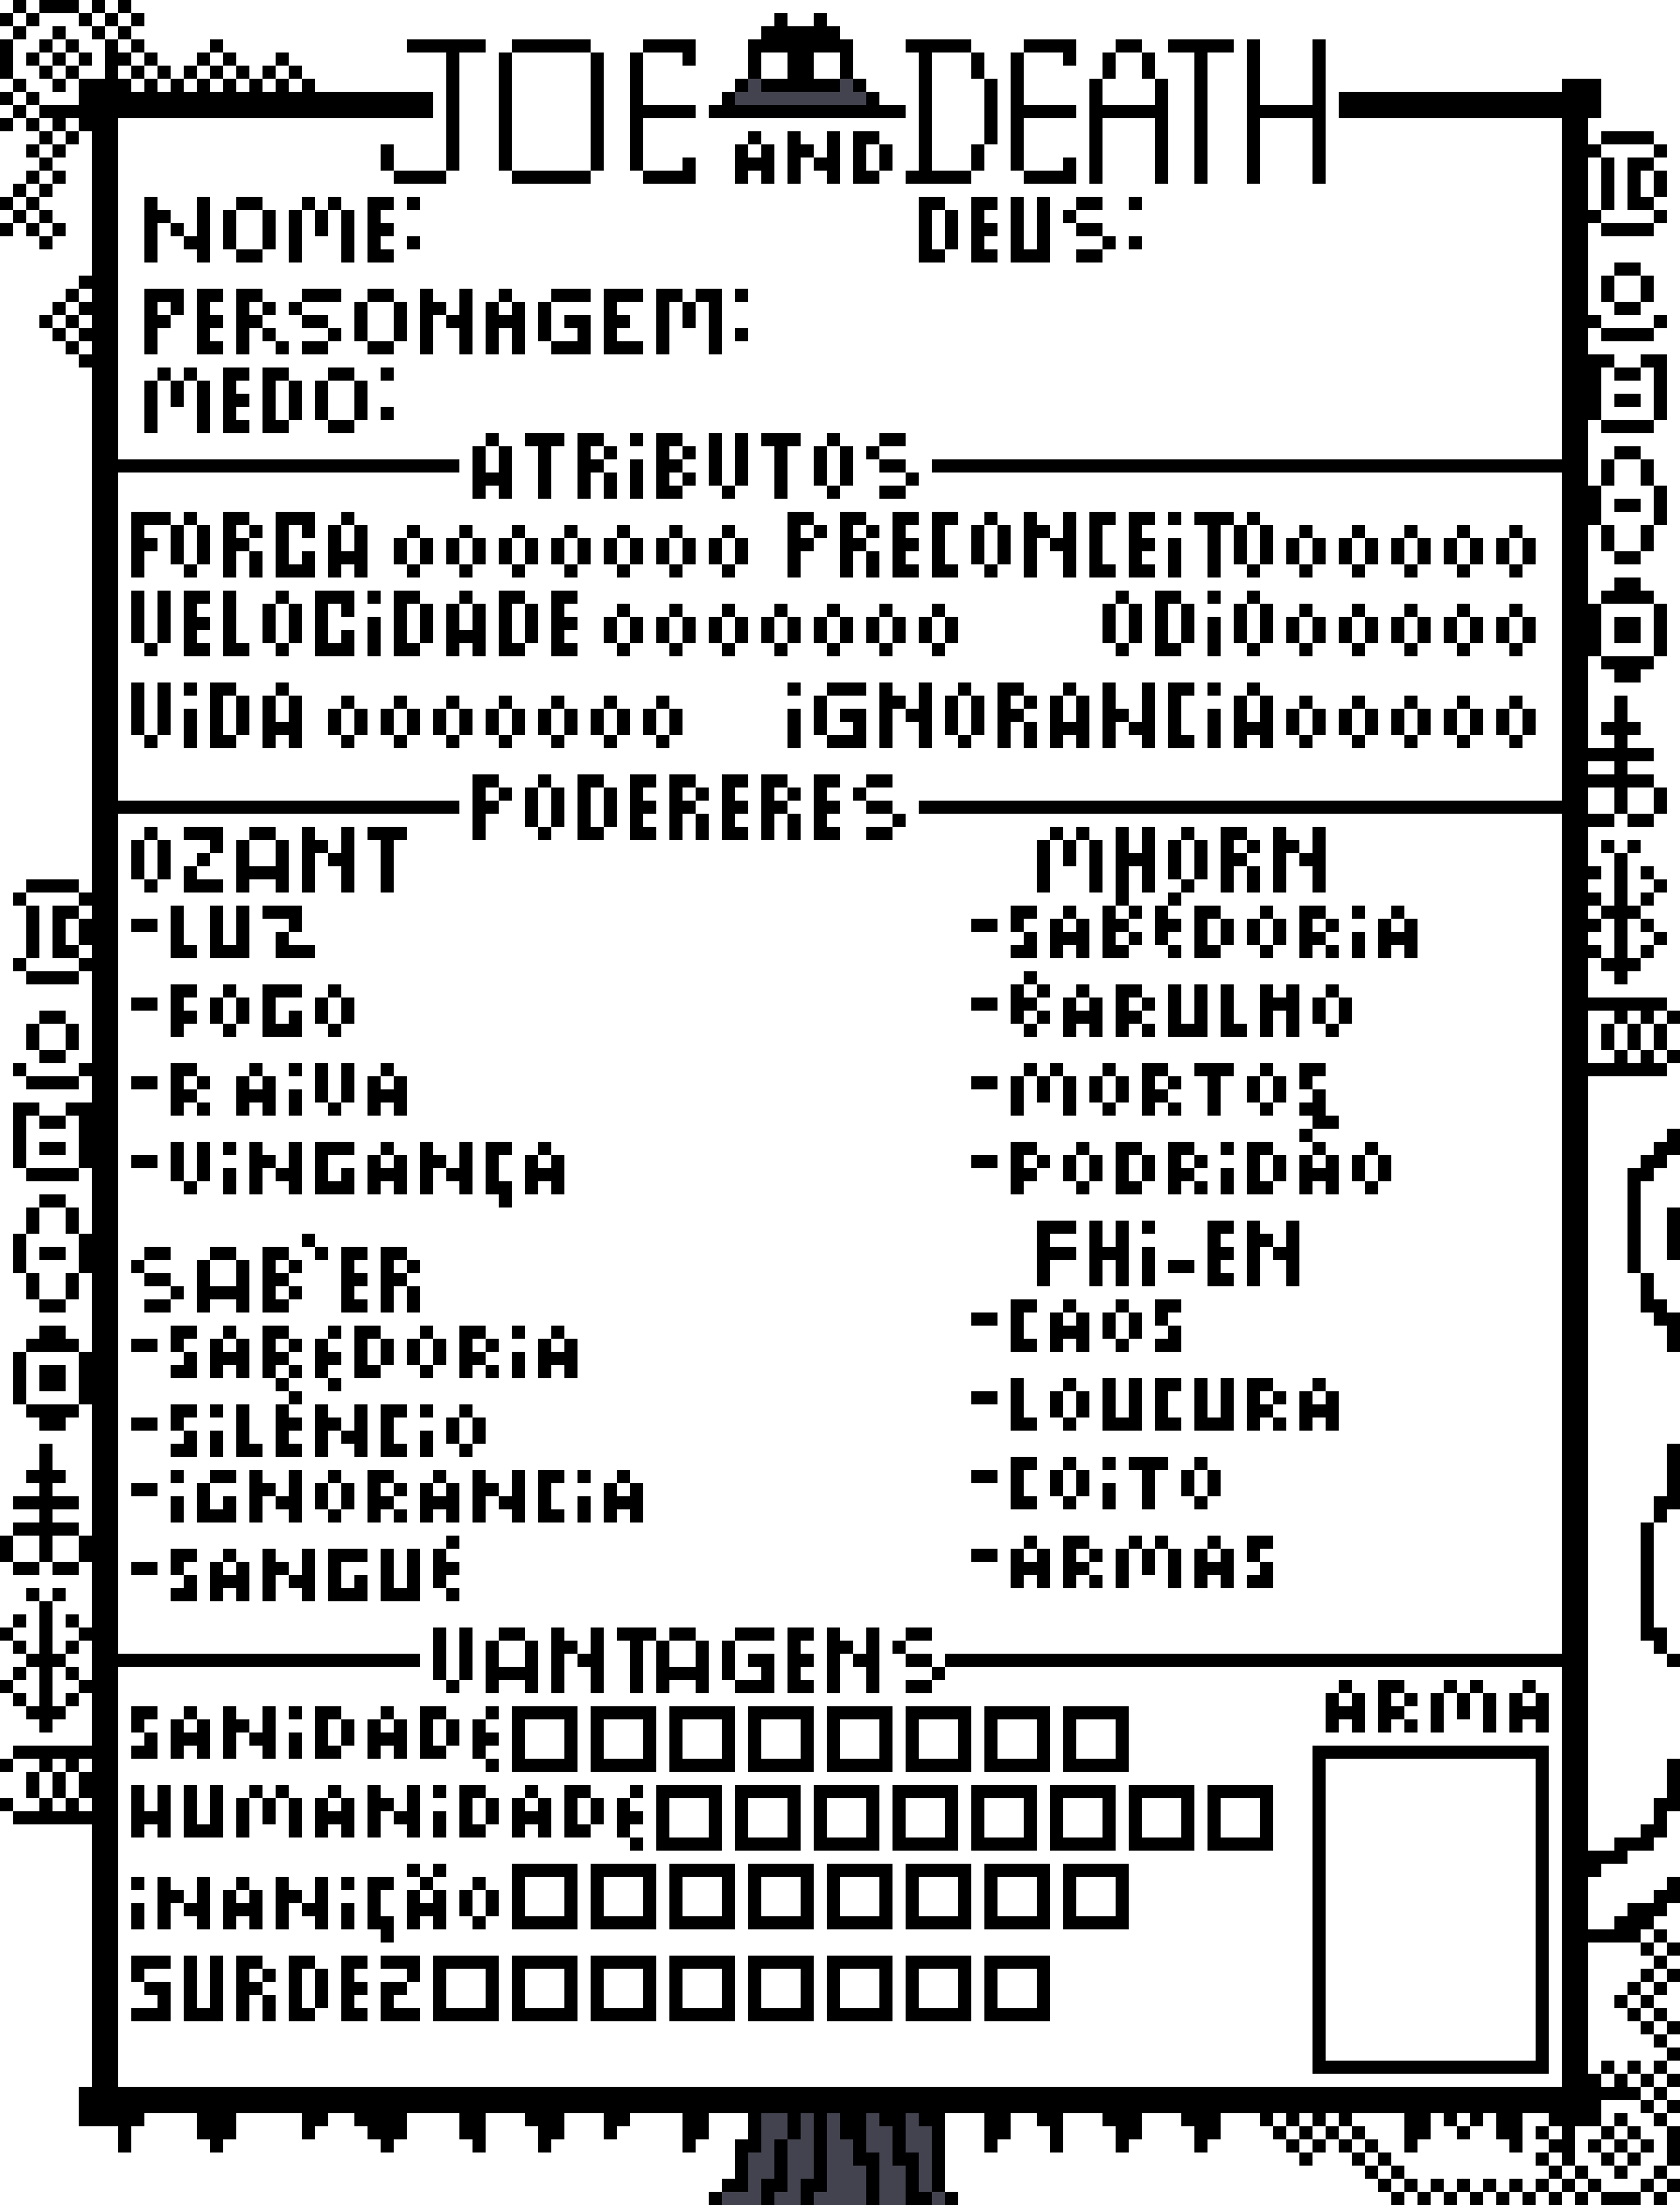 JOE AND DEATH
NOME: DEUS:
PERSONAGEM:
MEDO:
ATRiBUTOS
FORCA PRECONCEiTO
VELOCiDADE ODiO
ViDA iGNORANCiA
PODERERES
OZANT
-LUZ
-FOGO
-RAiVA
-ViNGANÇA
SAB'ER
-SABEDORiA
-SiLENCiO
-iGNORANCiA
-SANGUE
MHORN
-SABEDORiA
-BARULHO
-MORTOS
-PODRiDÃO
FHi-EN
-CAOS
-LOUCURA
-COiTO
-ARMAS
VANTAGENS
SANiDADE
HUMANiDADE
iNANiÇÃO
SURDEZ
ARMA